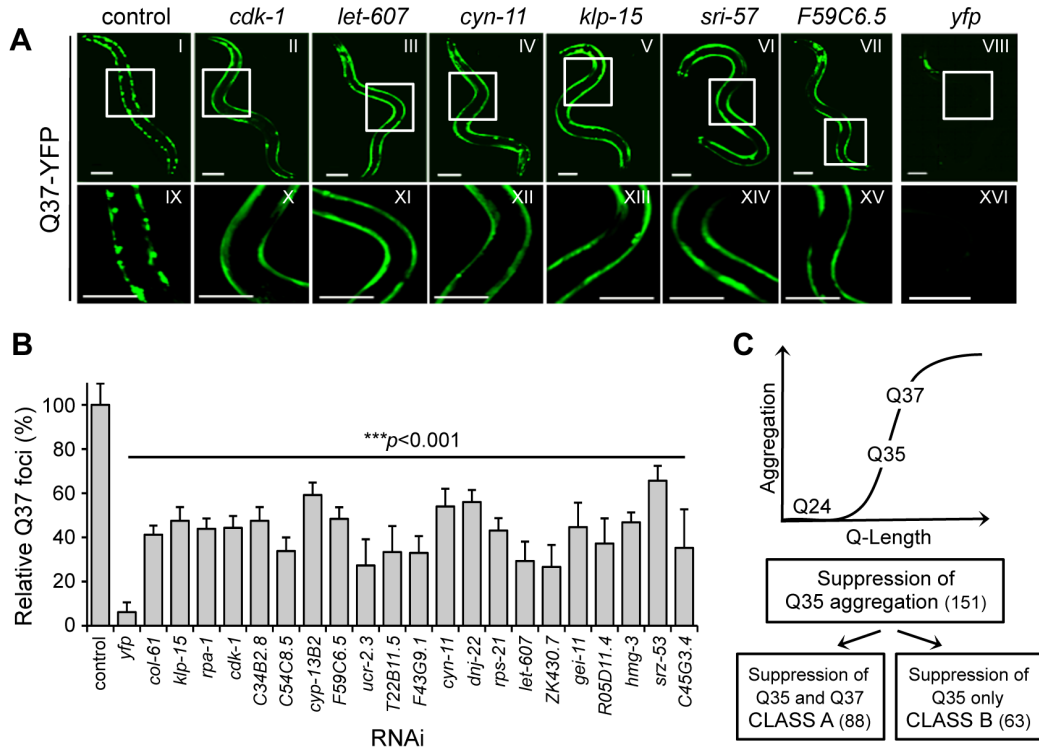 control cdk-1 let-607 cyn-11 klp-15 sri-57 F59C6.5 yfp
A
I II III IV V VI VII VIII
Q37-YFP
IX X XI XII XIII XIV XV XVI
B
Relative Q37 foci (%)
100
80
60
40
20
0
***p<0.001
control yfp col-61 klp-15 rpa-1 cdk-1 C34B2.8 C54C8.5 cyp-13B2 F59C6.5 ucr-2.3 T22B11.5 F43G9.1 cyn-11 dnj-22 rps-21 let-607 ZK430.7 gei-11 R05D11.4 hmg-3 srz-53 C45G3.4
RNAi
C
Aggregation
Q37
Q35
Q24
Q-Length
Suppression of
Q35 aggregation (151)
Suppression of
Q35 and Q37
CLASS A (88)
Suppression of
Q35 only
CLASS B (63)